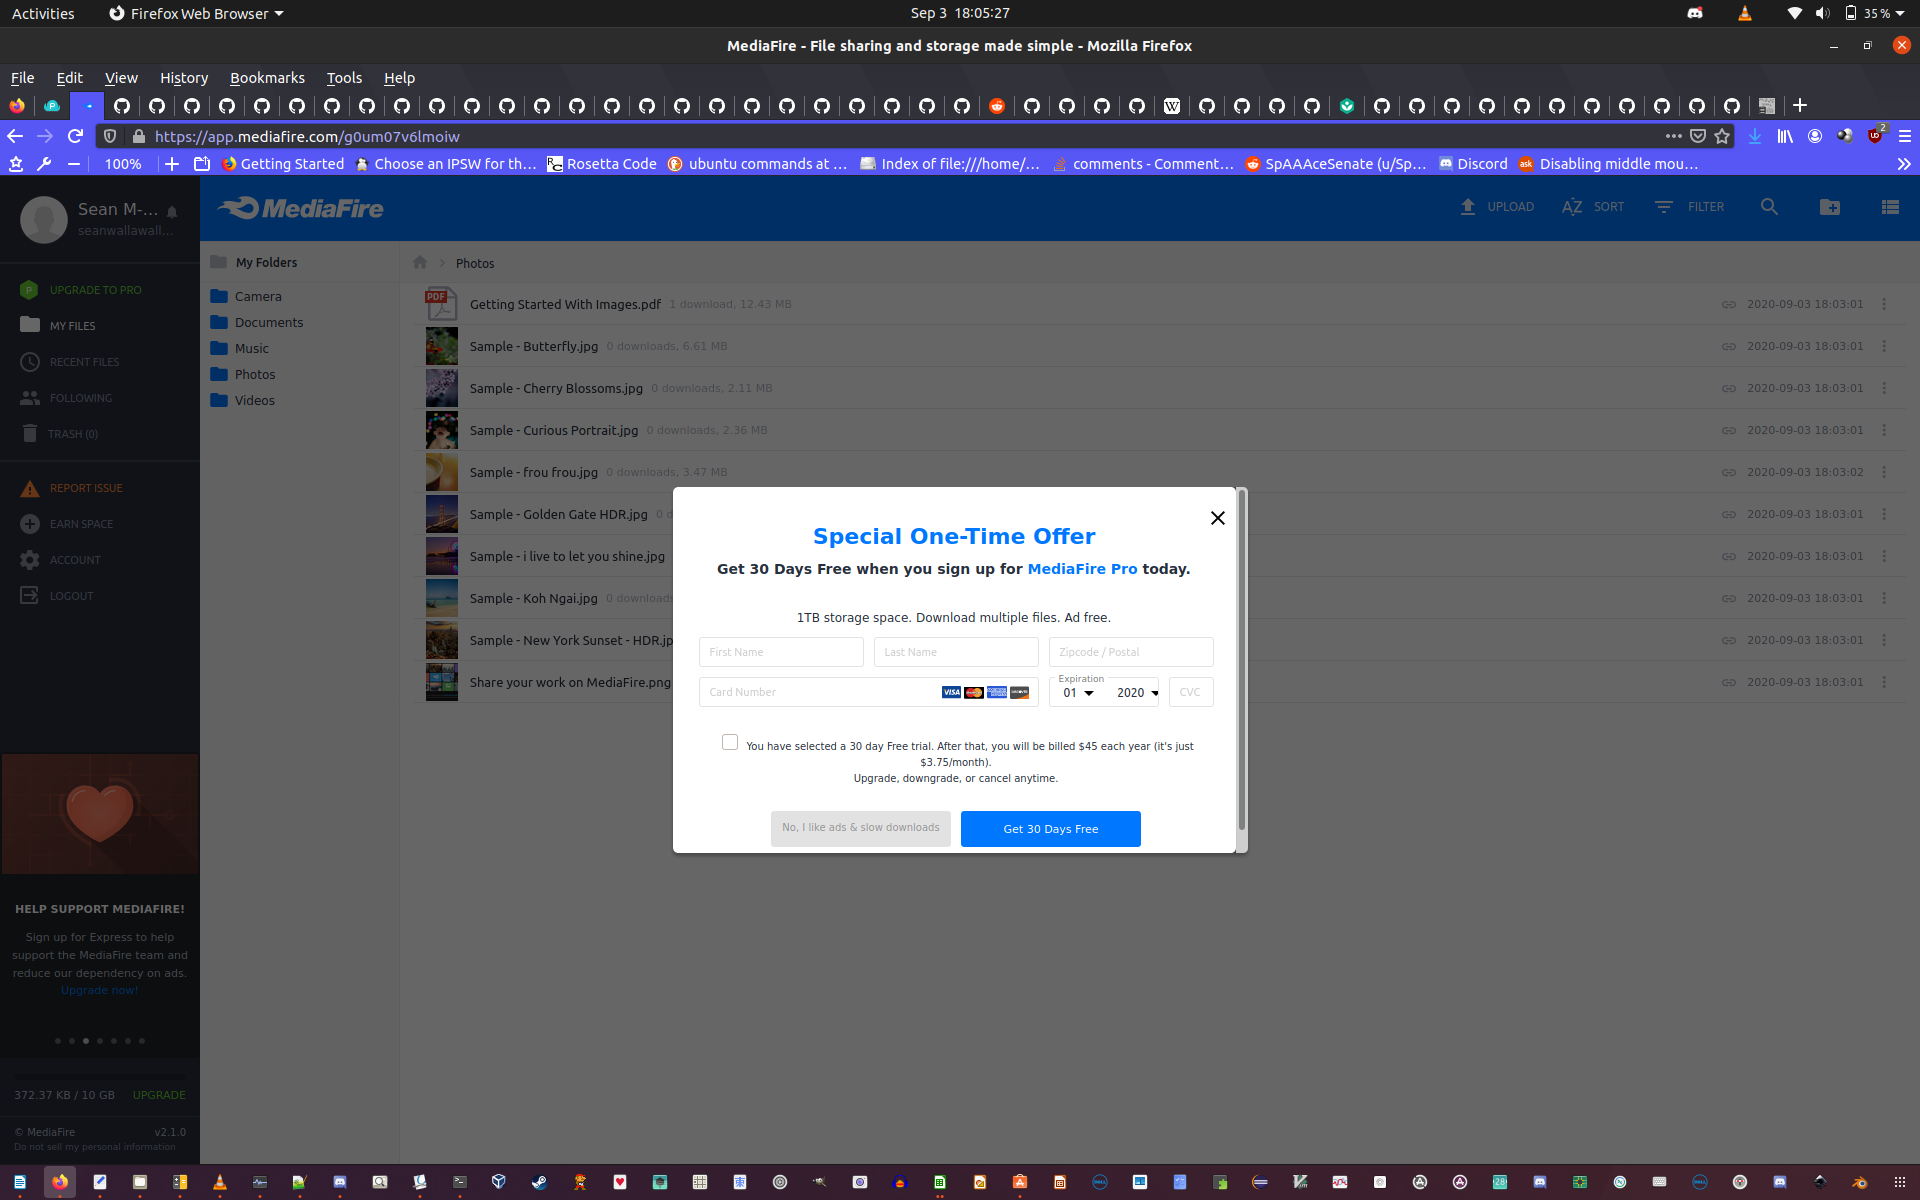 Activities
Firefox Web Browser
Sep 3 18:05:27
35 %
MediaFire - File sharing and storage made simple - Mozilla Firefox
File Edit View History Bookmarks Tools Help
https://app.mediafire.com/g0um07v6lmoiw
2
100%
Getting Started
Choose an IPSW for th…
Rosetta Code
ubuntu commands at …
Index of file:///home/…
comments - Comment…
SpAAAceSenate (u/Sp…
Discord
Disabling middle mou…
Sean M-...
seanwallawall...
MediaFire
UPLOAD
SORT
FILTER
My Folders
Photos
UPGRADE TO PRO
MY FILES
RECENT FILES
FOLLOWING
TRASH (0)
REPORT ISSUE
EARN SPACE
ACCOUNT
LOGOUT
Camera
Documents
Music
Photos
Videos
PDF
Getting Started With Images.pdf 1 download, 12.43 MB 2020-09-03 18:03:01
Sample - Butterfly.jpg 0 downloads, 6.61 MB 2020-09-03 18:03:01
Sample - Cherry Blossoms.jpg 0 downloads, 2.11 MB 2020-09-03 18:03:01
Sample - Curious Portrait.jpg 0 downloads, 2.36 MB 2020-09-03 18:03:01
Sample - frou frou.jpg 0 downloads, 3.47 MB 2020-09-03 18:03:02
Sample - Golden Gate HDR.jpg 0 d 2020-09-03 18:03:01
Sample - i live to let you shine.jpg 2020-09-03 18:03:01
Sample - Koh Ngai.jpg 0 downloads 2020-09-03 18:03:01
Sample - New York Sunset - HDR.jp 2020-09-03 18:03:01
Share your work on MediaFire.png 2020-09-03 18:03:01
Special One-Time Offer
Get 30 Days Free when you sign up for MediaFire Pro today.
1TB storage space. Download multiple files. Ad free.
First Name
Last Name
Zipcode / Postal
Card Number
VISA
Expiration
01
2020
CVC
You have selected a 30 day Free trial. After that, you will be billed $45 each year (it's just
$3.75/month).
Upgrade, downgrade, or cancel anytime.
No, I like ads & slow downloads
Get 30 Days Free
HELP SUPPORT MEDIAFIRE!
Sign up for Express to help
support the MediaFire team and
reduce our dependency on ads.
Upgrade now!
372.37 KB / 10 GB
UPGRADE
© MediaFire
v2.1.0
Do not sell my personal information